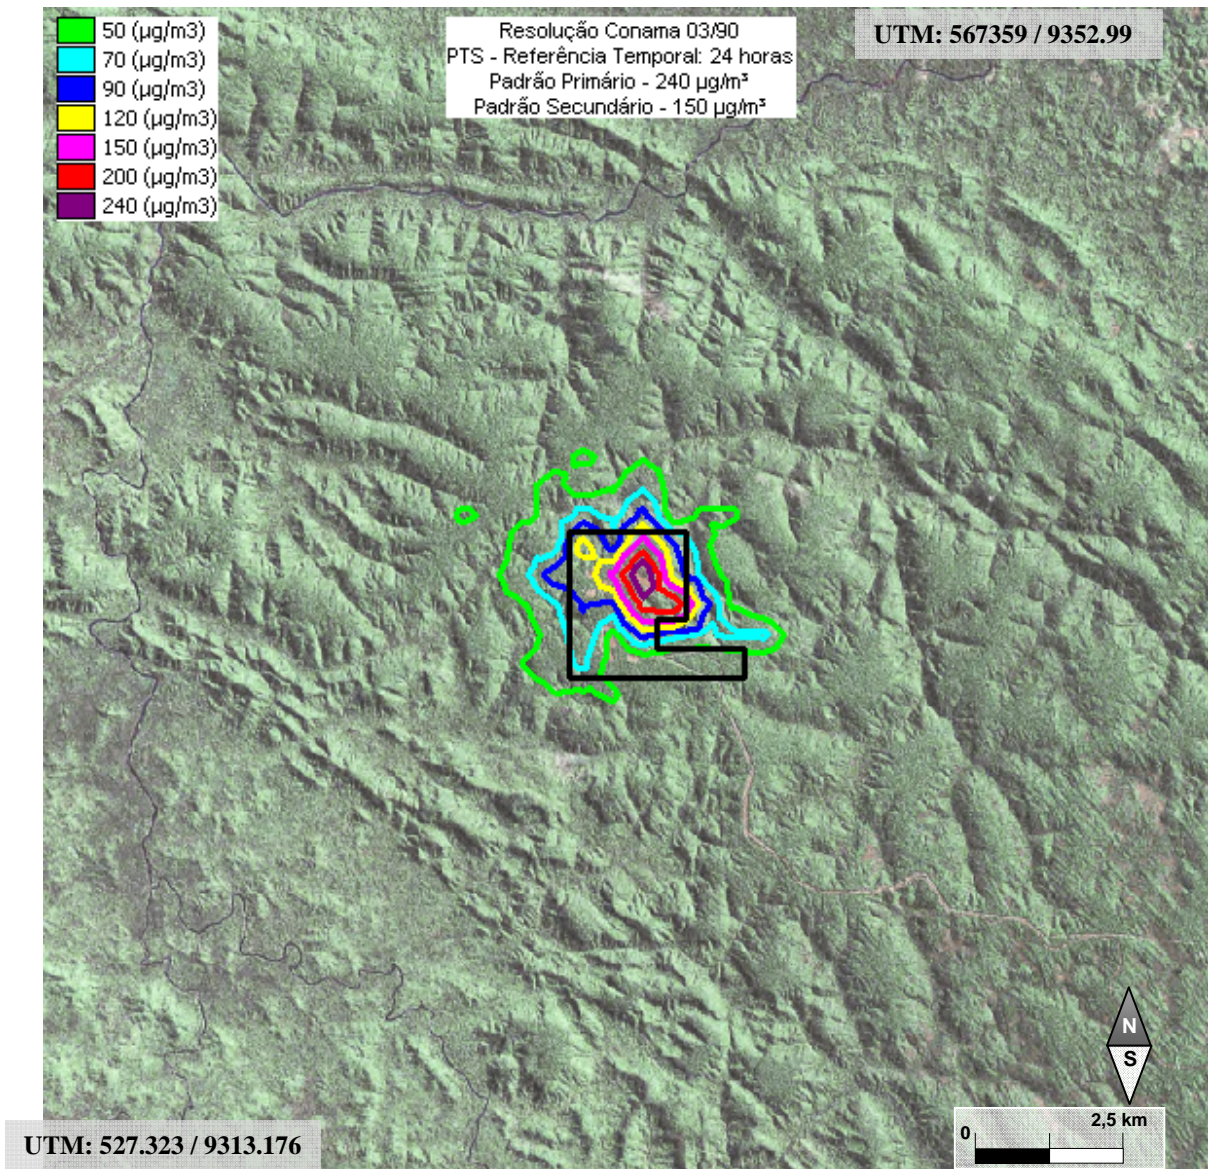 50 (µg/m3)
70 (µg/m3)
90 (µg/m3)
120 (µg/m3)
150 (µg/m3)
200 (µg/m3)
240 (µg/m3)
Resolução Conama 03/90
PTS - Referência Temporal: 24 horas
Padrão Primário - 240 µg/m³
Padrão Secundário - 150 µg/m³
UTM: 567359 / 9352.99
N
S
0
2,5 km
UTM: 527.323 / 9313.176